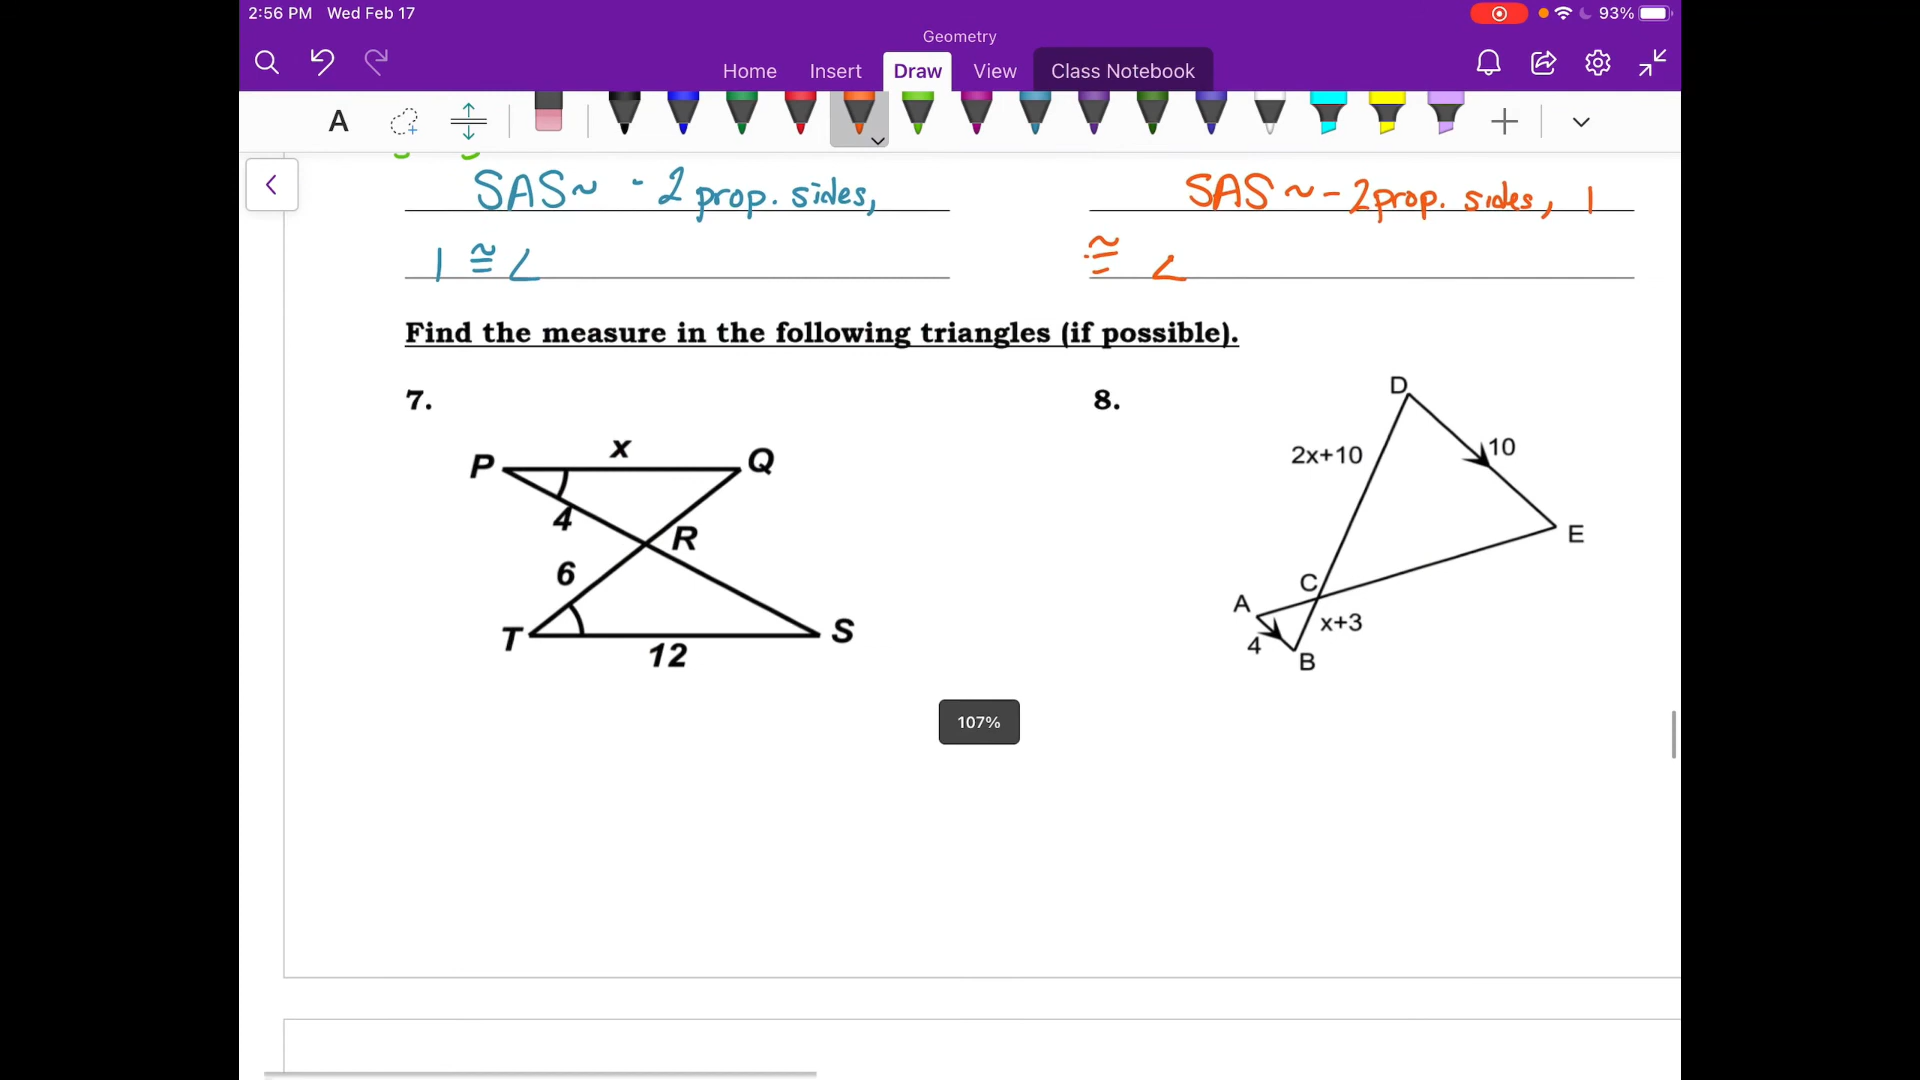 2:56 PM Wed Feb 17
93%
Geometry
Home Insert Draw View Class Notebook
A
SAS~ - 2 prop. sides,
1 ≅ ∠
SAS ~ - 2 prop. sides, 1
≅ ∠
Find the measure in the following triangles (if possible).
7.
P x Q
4
R
6
T 12 S
8.
D
2x+10 10
E
C
A
x+3
4
B
107%